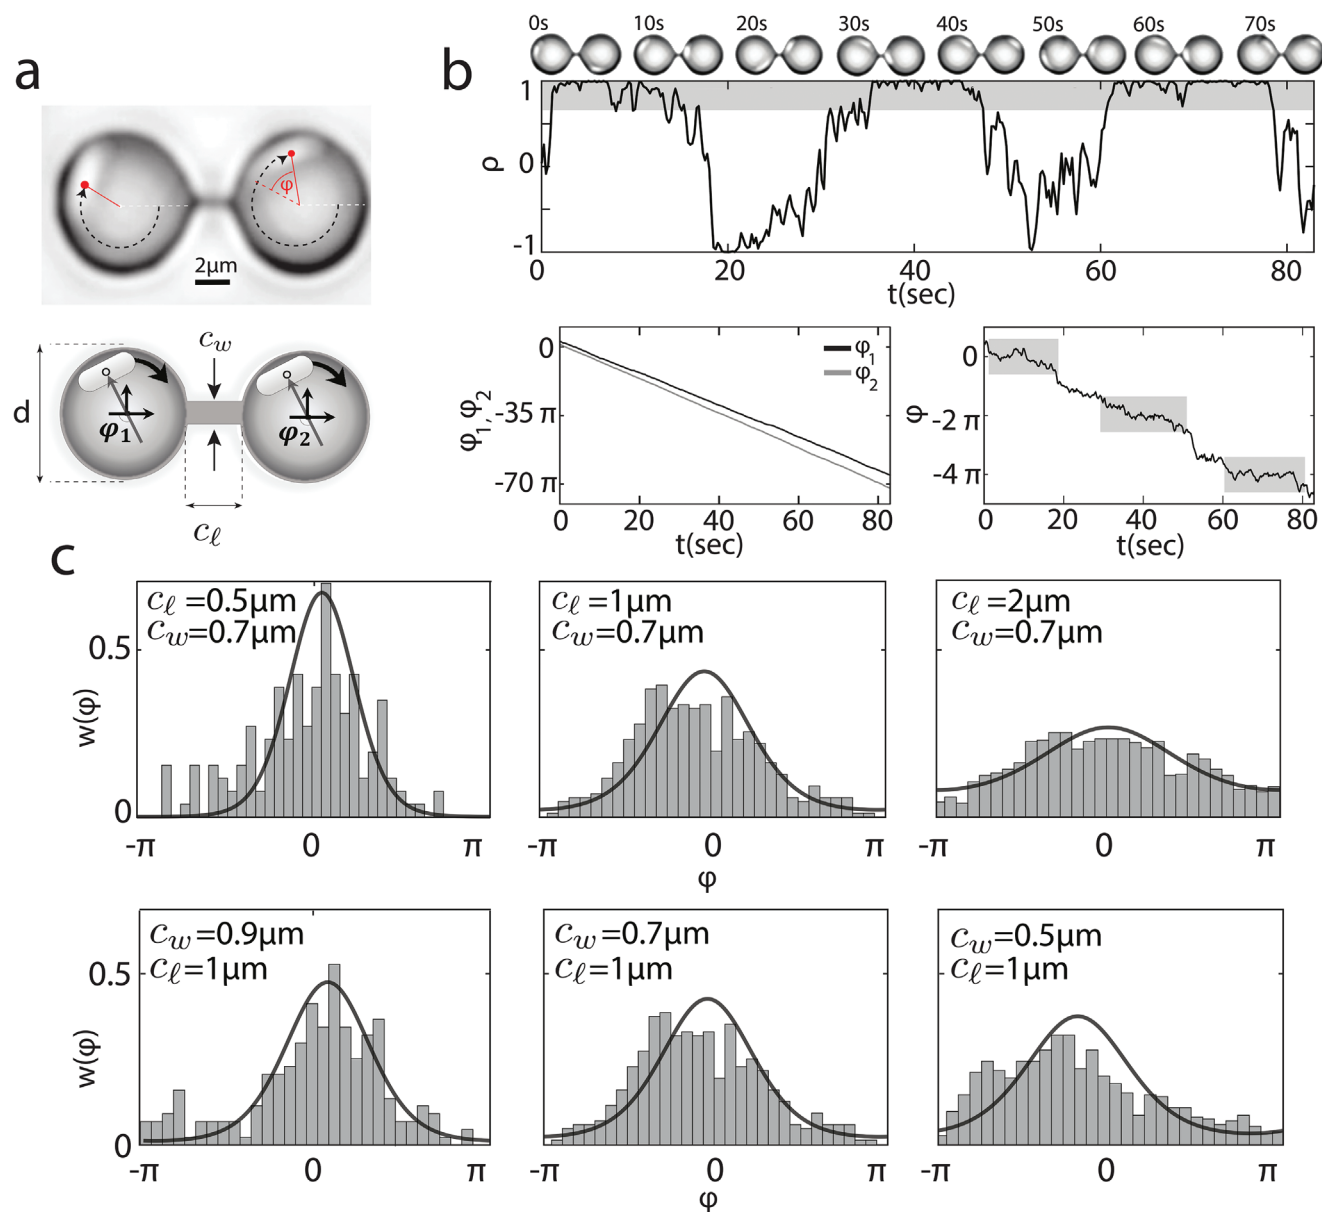 a
φ
2μm
d
c_w
φ₁
φ₂
c_ℓ
b
0s 10s 20s 30s 40s 50s 60s 70s
1
0
-1
ρ
0 20 40 60 80
t(sec)
φ₁
φ₂
0
-35 π
-70 π
φ₁, φ₂
0 20 40 60 80
t(sec)
0
-2 π
-4 π
φ
0 20 40 60 80
t(sec)
c
c_ℓ=0.5μm
c_w=0.7μm
0.5
0
w(φ)
-π 0 π
c_ℓ=1μm
c_w=0.7μm
-π 0 π
φ
c_ℓ=2μm
c_w=0.7μm
-π 0 π
c_w=0.9μm
c_ℓ=1μm
0.5
0
w(φ)
-π 0 π
c_w=0.7μm
c_ℓ=1μm
-π 0 π
φ
c_w=0.5μm
c_ℓ=1μm
-π 0 π